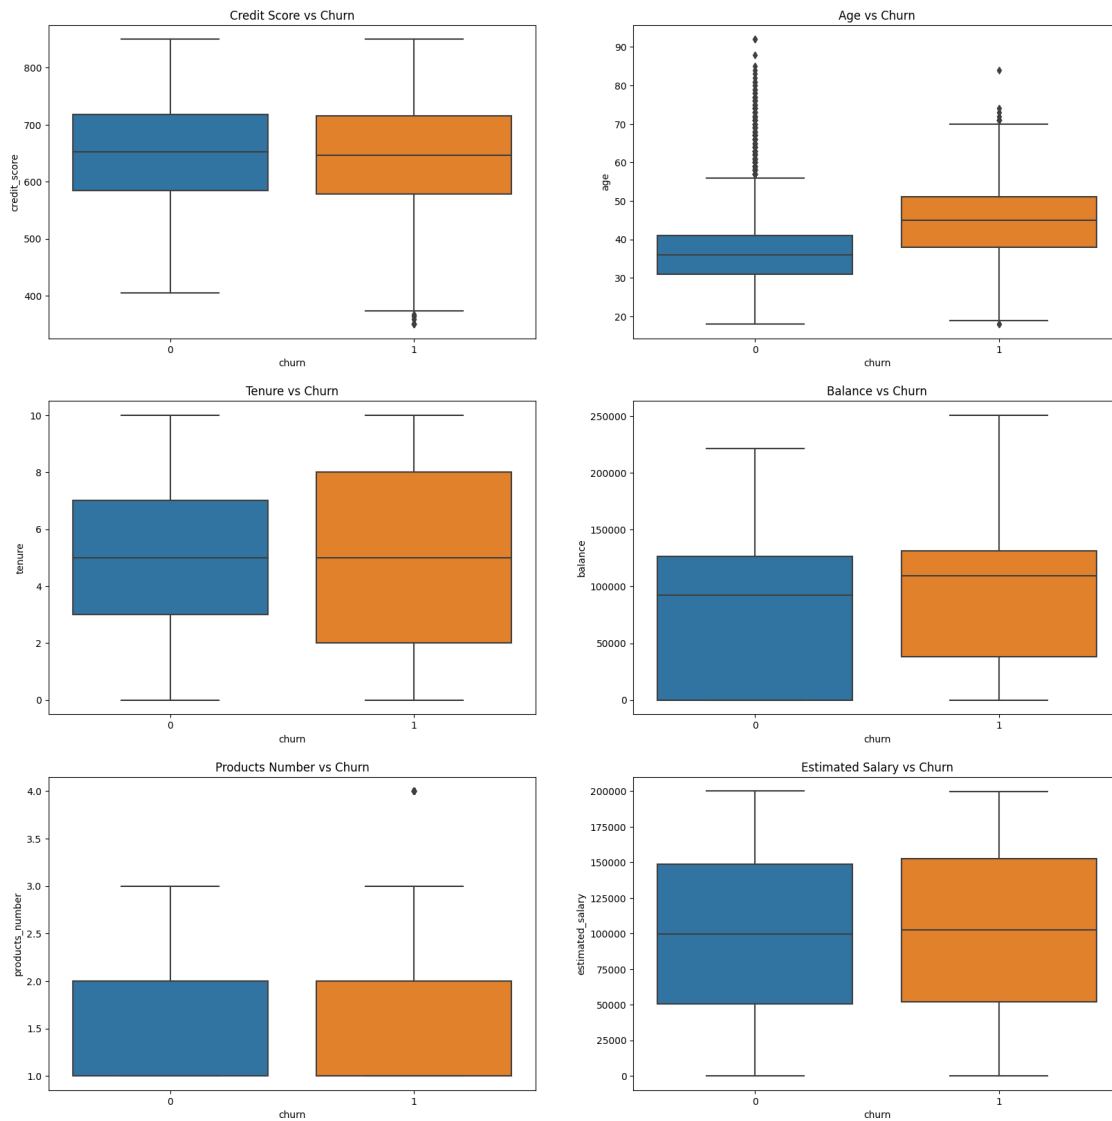 Credit Score vs Churn
800
700
600
500
400
credit_score
0
1
churn
Age vs Churn
90
80
70
60
50
40
30
20
age
0
1
churn
Tenure vs Churn
10
8
6
4
2
0
tenure
0
1
churn
Balance vs Churn
250000
200000
150000
100000
50000
0
balance
0
1
churn
Products Number vs Churn
4.0
3.5
3.0
2.5
2.0
1.5
1.0
products_number
0
1
churn
Estimated Salary vs Churn
200000
175000
150000
125000
100000
75000
50000
25000
0
estimated_salary
0
1
churn